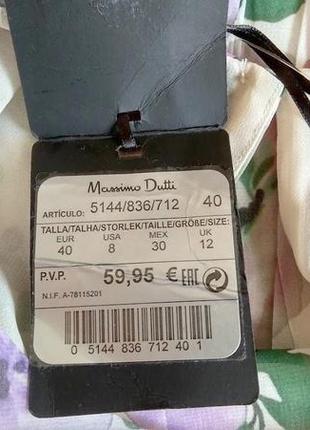 Massimo Dutti
ARTÍCULO: 5144/836/712 40
TALLA/TALHA/STORLEK/TAILLE/GRÖßE/SIZE:
EUR USA MEX UK
40 8 30 12
P.V.P. 59,95 € EAC
N.I.F. A-78115201
0 5144 836 712 40 1